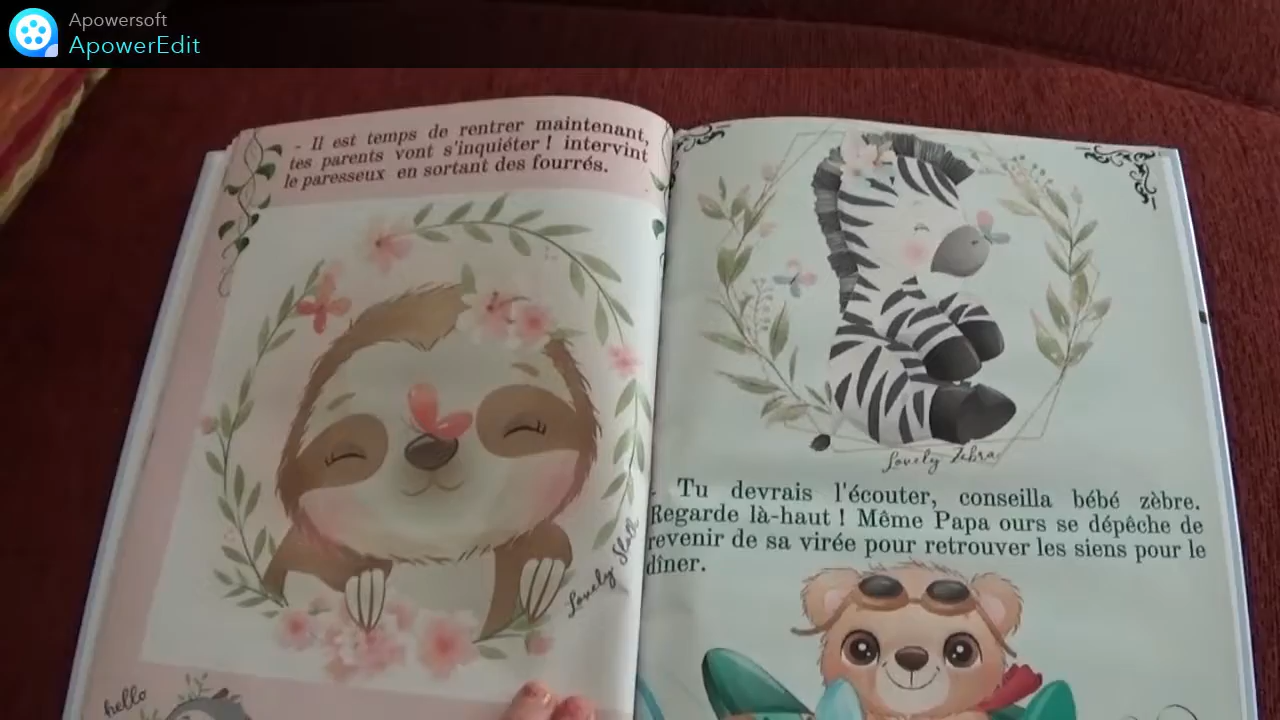 Apowersoft
ApowerEdit
- Il est temps de rentrer maintenant,
tes parents vont s'inquiéter ! intervint
le paresseux en sortant des fourrés.
Lovely Sloth
hello
Lovely Zebra
- Tu devrais l'écouter, conseilla bébé zèbre.
Regarde là-haut ! Même Papa ours se dépêche de
revenir de sa virée pour retrouver les siens pour le
dîner.